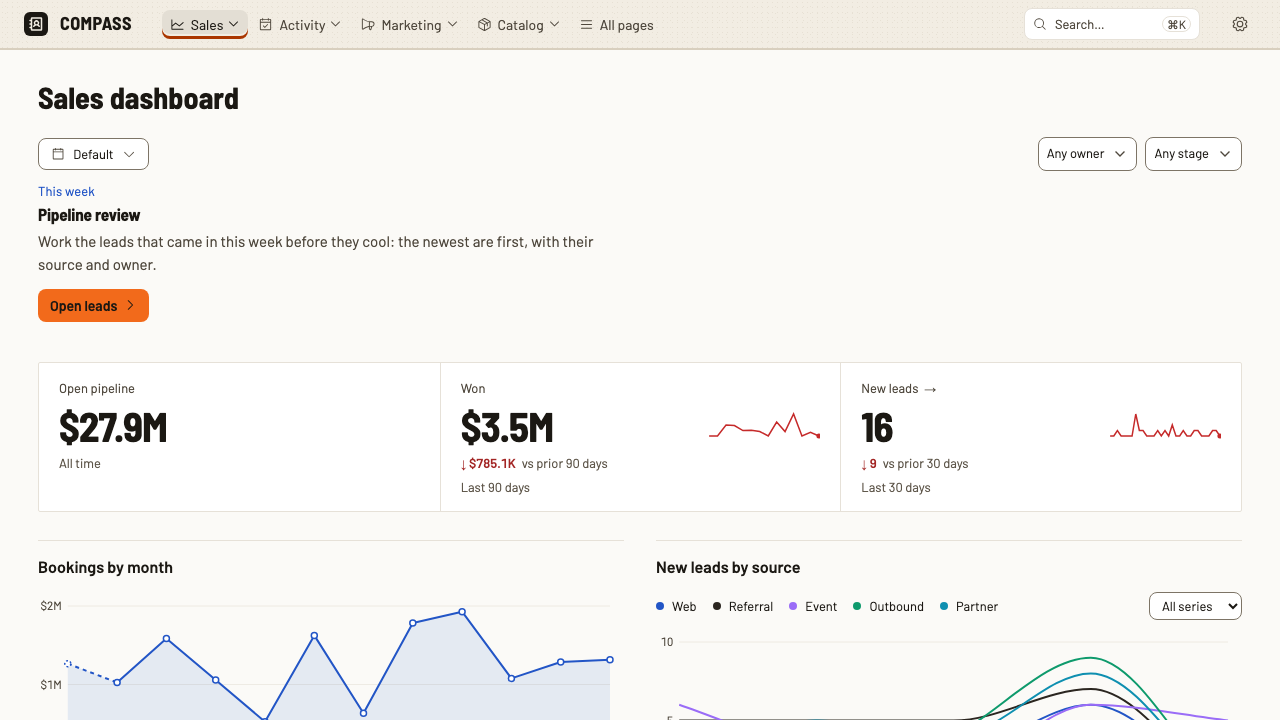 COMPASS
Sales
Activity
Marketing
Catalog
All pages
Search...
⌘K
Sales dashboard
Default
Any owner
Any stage
This week
Pipeline review
Work the leads that came in this week before they cool: the newest are first, with their
source and owner.
Open leads
Open pipeline
$27.9M
All time
Won
$3.5M
↓ $785.1K vs prior 90 days
Last 90 days
New leads →
16
↓ 9 vs prior 30 days
Last 30 days
Bookings by month
$2M
$1M
New leads by source
Web
Referral
Event
Outbound
Partner
All series
10